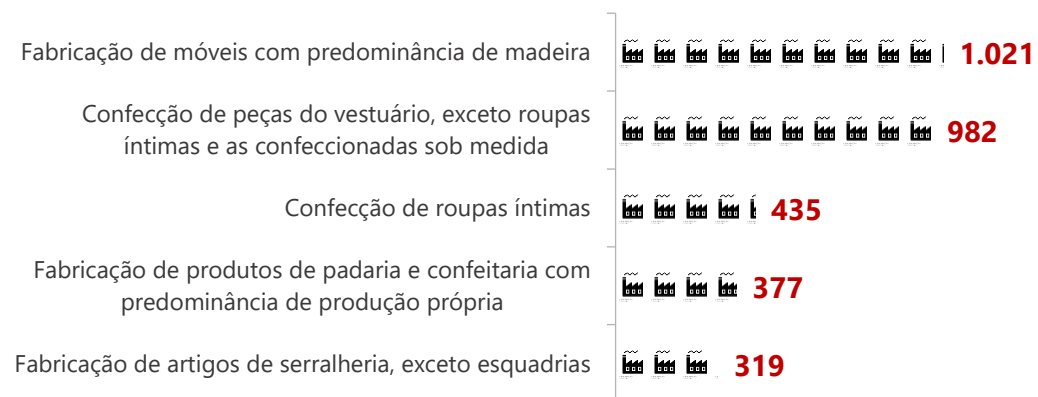 Fabricação de móveis com predominância de madeira 1.021
Confecção de peças do vestuário, exceto roupas
íntimas e as confeccionadas sob medida 982
Confecção de roupas íntimas 435
Fabricação de produtos de padaria e confeitaria com
predominância de produção própria 377
Fabricação de artigos de serralheria, exceto esquadrias 319